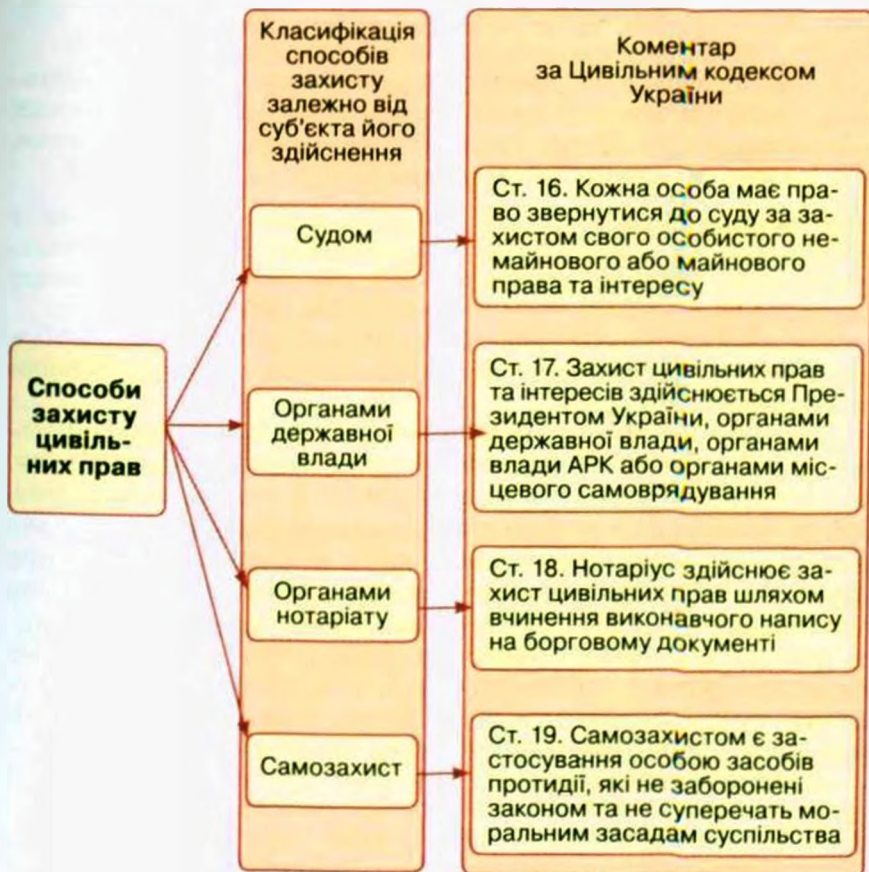 Класифікація
способів
захисту
залежно від
суб'єкта його
здійснення
Коментар
за Цивільним кодексом
України
Способи
захисту
цивіль-
них прав
Судом
Ст. 16. Кожна особа має пра-
во звернутися до суду за за-
хистом свого особистого не-
майнового або майнового
права та інтересу
Органами
державної
влади
Ст. 17. Захист цивільних прав
та інтересів здійснюється Пре-
зидентом України, органами
державної влади, органами
влади АРК або органами міс-
цевого самоврядування
Органами
нотаріату
Ст. 18. Нотаріус здійснює за-
хист цивільних прав шляхом
вчинення виконавчого напису
на борговому документі
Самозахист
Ст. 19. Самозахистом є за-
стосування особою засобів
протидії, які не заборонені
законом та не суперечать мо-
ральним засадам суспільства